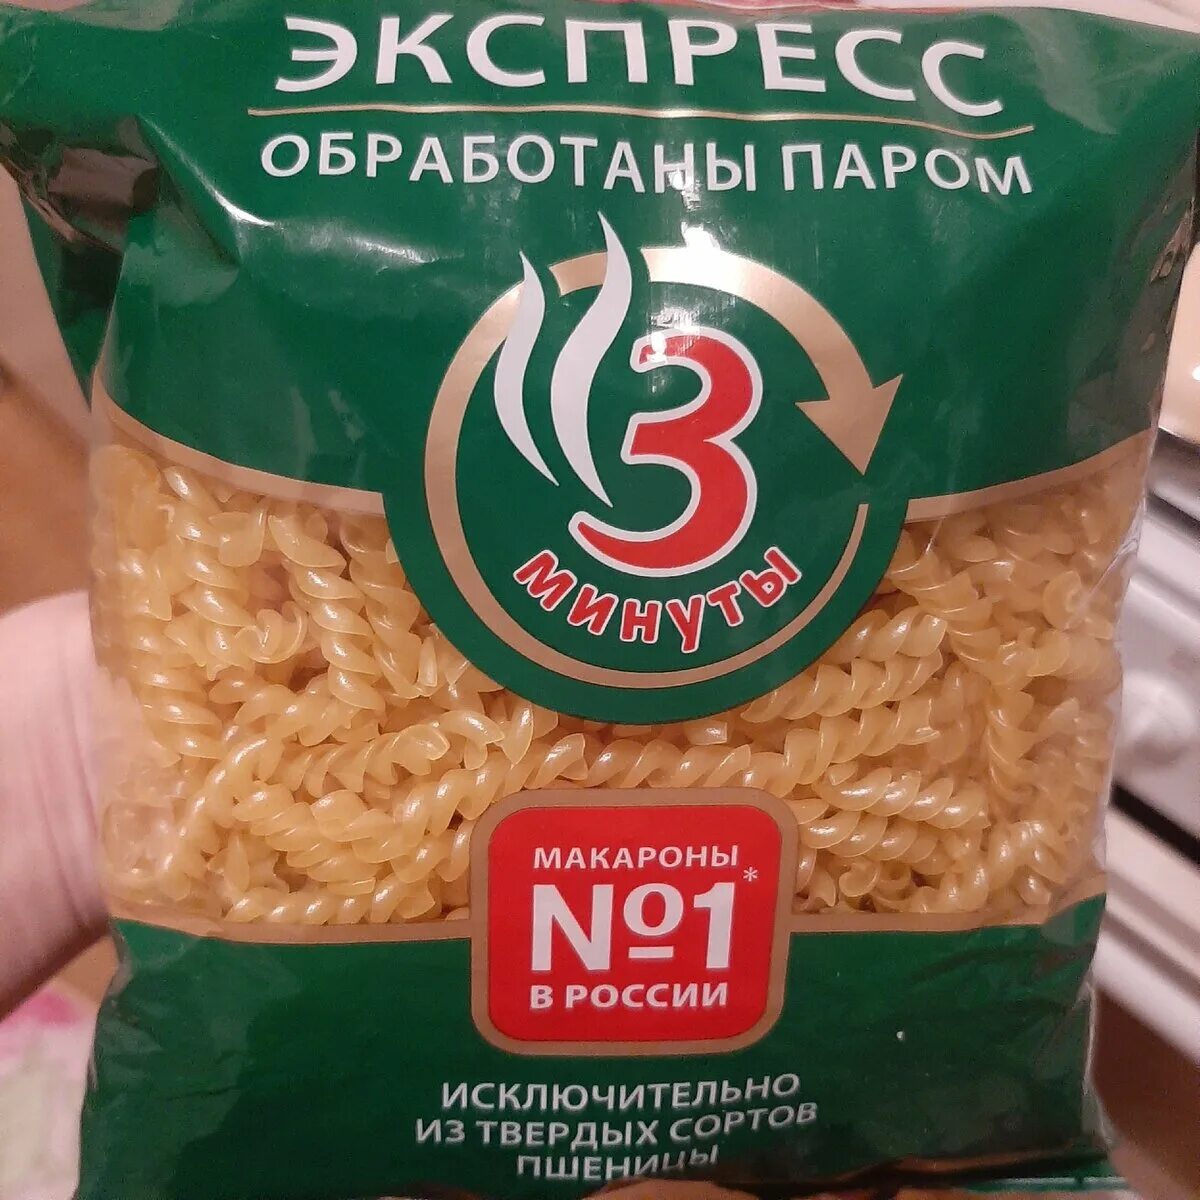 ЭКСПРЕСС
ОБРАБОТАНЫ ПАРОМ
3
МИНУТЫ
МАКАРОНЫ
№1*
В РОССИИ
ИСКЛЮЧИТЕЛЬНО
ИЗ ТВЕРДЫХ СОРТОВ
ПШЕНИЦЫ